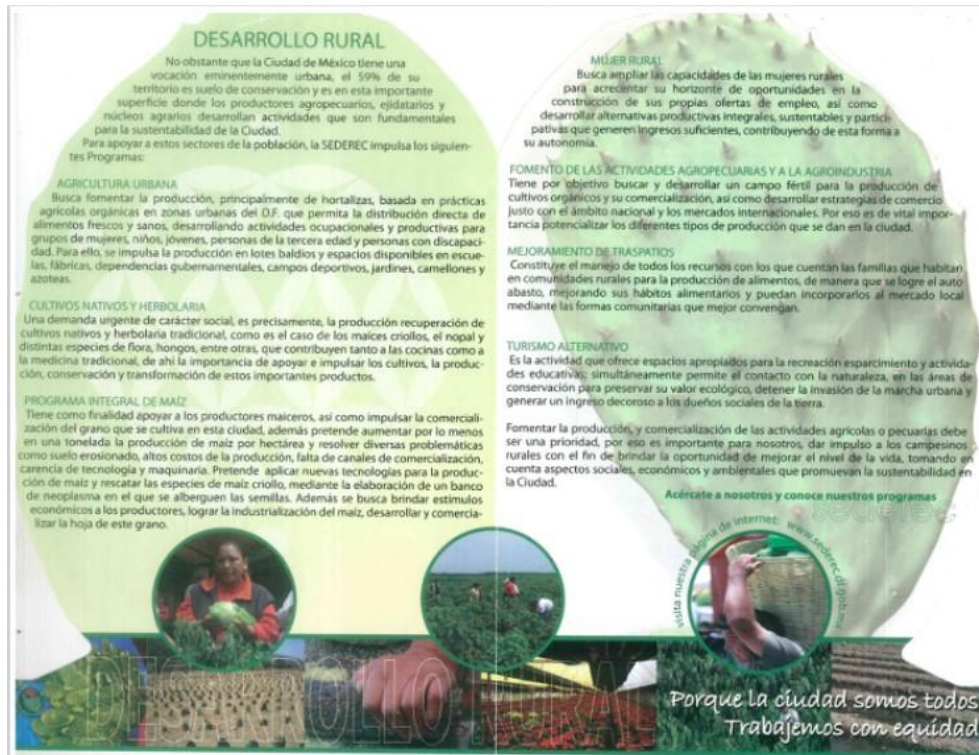 DESARROLLO RURAL
No obstante que la Ciudad de México tiene una
vocación eminentemente urbana, el 59% de su
territorio es suelo de conservación y es en esta importante
superficie donde los productores agropecuarios, ejidatarios y
núcleos agrarios desarrollan actividades que son fundamentales
para la sustentabilidad de la Ciudad.
Para apoyar a estos sectores de la población, la SEDEREC impulsa los siguien-
tes Programas:
AGRICULTURA URBANA
Busca fomentar la producción, principalmente de hortalizas, basada en prácticas
agrícolas orgánicas en zonas urbanas del D.F. que permita la distribución directa de
alimentos frescos y sanos, desarrollando actividades ocupacionales y productivas para
grupos de mujeres, niños, jóvenes, personas de la tercera edad y personas con discapaci-
dad. Para ello, se impulsa la producción en lotes baldíos y espacios disponibles en escue-
las, fábricas, dependencias gubernamentales, campos deportivos, jardines, camellones y
azoteas.
CULTIVOS NATIVOS Y HERBOLARIA
Una demanda urgente de carácter social, es precisamente, la producción recuperación de
cultivos nativos y herbolaria tradicional, como es el caso de los maíces criollos, el nopal y
distintas especies de flora, hongos, entre otras, que contribuyen tanto a las cocinas como a
la medicina tradicional, de ahí la importancia de apoyar e impulsar los cultivos, la produc-
ción, conservación y transformación de estos importantes productos.
PROGRAMA INTEGRAL DE MAÍZ
Tiene como finalidad apoyar a los productores maiceros, así como impulsar la comerciali-
zación del grano que se cultiva en esta ciudad, además pretende aumentar por lo menos
en una tonelada la producción de maíz por hectárea y resolver diversas problemáticas
como suelo erosionado, altos costos de la producción, falta de canales de comercialización,
carencia de tecnología y maquinaria. Pretende aplicar nuevas tecnologías para la produc-
ción de maíz y rescatar las especies de maíz criollo, mediante la elaboración de un banco
de neoplasma en el que se alberguen las semillas. Además se busca brindar estímulos
económicos a los productores, lograr la industrialización del maíz, desarrollar y comercia-
lizar la hoja de este grano.
MUJER RURAL
Busca ampliar las capacidades de las mujeres rurales
para acrecentar su horizonte de oportunidades en la
construcción de sus propias ofertas de empleo, así como
desarrollar alternativas productivas integrales, sustentables y partici-
pativas que generen ingresos suficientes, contribuyendo de esta forma a
su autonomía.
FOMENTO DE LAS ACTIVIDADES AGROPECUARIAS Y A LA AGROINDUSTRIA
Tiene por objetivo buscar y desarrollar un campo fértil para la producción de
cultivos orgánicos y su comercialización, así como desarrollar estrategias de comercio
justo con el ámbito nacional y los mercados internacionales. Por eso es de vital impor-
tancia potencializar los diferentes tipos de producción que se dan en la ciudad.
MEJORAMIENTO DE TRASPATIOS
Constituye el manejo de todos los recursos con los que cuentan las familias que habitan
en comunidades rurales para la producción de alimentos, de manera que se logre el auto
abasto, mejorando sus hábitos alimentarios y puedan incorporarlos al mercado local
mediante las formas comunitarias que mejor convengan.
TURISMO ALTERNATIVO
Es la actividad que ofrece espacios apropiados para la recreación esparcimiento y activida-
des educativas; simultáneamente permite el contacto con la naturaleza, en las áreas de
conservación para preservar su valor ecológico, detener la invasión de la marcha urbana y
generar un ingreso decoroso a los dueños sociales de la tierra.
Fomentar la producción, y comercialización de las actividades agrícolas o pecuarias debe
ser una prioridad, por eso es importante para nosotros, dar impulso a los campesinos
rurales con el fin de brindar la oportunidad de mejorar el nivel de la vida, tomando en
cuenta aspectos sociales, económicos y ambientales que promuevan la sustentabilidad en
la Ciudad.
Acércate a nosotros y conoce nuestros programas
sederec
visita nuestra página de internet: www.sederec.df.gob.mx
DESARROLLO RURAL
Porque la ciudad somos todos
Trabajemos con equidad